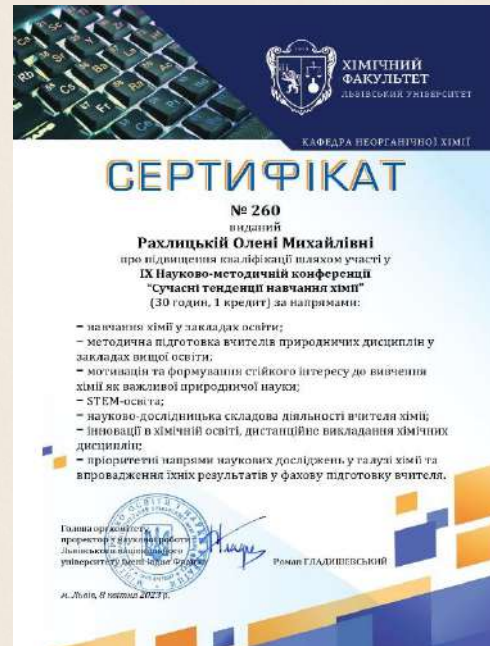 ХІМІЧНИЙ
ФАКУЛЬТЕТ
ЛЬВІВСЬКИЙ УНІВЕРСИТЕТ
КАФЕДРА НЕОРГАНІЧНОЇ ХІМІЇ
СЕРТИФІКАТ
№ 260
виданий
Рахлицькій Олені Михайлівні
про підвищення кваліфікації шляхом участі у
ІХ Науково-методичній конференції
"Сучасні тенденції навчання хімії"
(30 годин, 1 кредит) за напрямами:
– навчання хімії у закладах освіти;
– методична підготовка вчителів природничих дисциплін у
закладах вищої освіти;
– мотивація та формування стійкого інтересу до вивчення
хімії як важливої природничої науки;
– STEM-освіта;
– науково-дослідницька складова діяльності вчителя хімії;
– інновації в хімічній освіті, дистанційне викладання хімічних
дисциплін;
– пріоритетні напрями наукових досліджень у галузі хімії та
впровадження їхніх результатів у фахову підготовку вчителя.
Голова оргкомітету,
проректор з наукової роботи
Львівського національного
університету імені Івана Франка
Роман ГЛАДИШЕВСЬКИЙ
м. Львів, 8 квітня 2023 р.